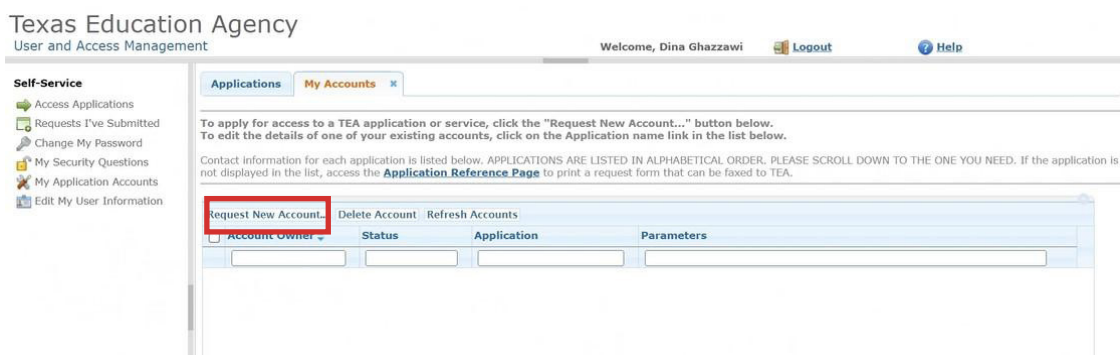 Texas Education Agency
User and Access Management
Welcome, Dina Ghazzawi
Logout
Help
Self-Service
Access Applications
Requests I've Submitted
Change My Password
My Security Questions
My Application Accounts
Edit My User Information
Applications
My Accounts
To apply for access to a TEA application or service, click the "Request New Account..." button below.
To edit the details of one of your existing accounts, click on the Application name link in the list below.
Contact information for each application is listed below. APPLICATIONS ARE LISTED IN ALPHABETICAL ORDER. PLEASE SCROLL DOWN TO THE ONE YOU NEED. If the application is
not displayed in the list, access the Application Reference Page to print a request form that can be faxed to TEA.
Request New Account... Delete Account Refresh Accounts
Account Owner Status Application Parameters